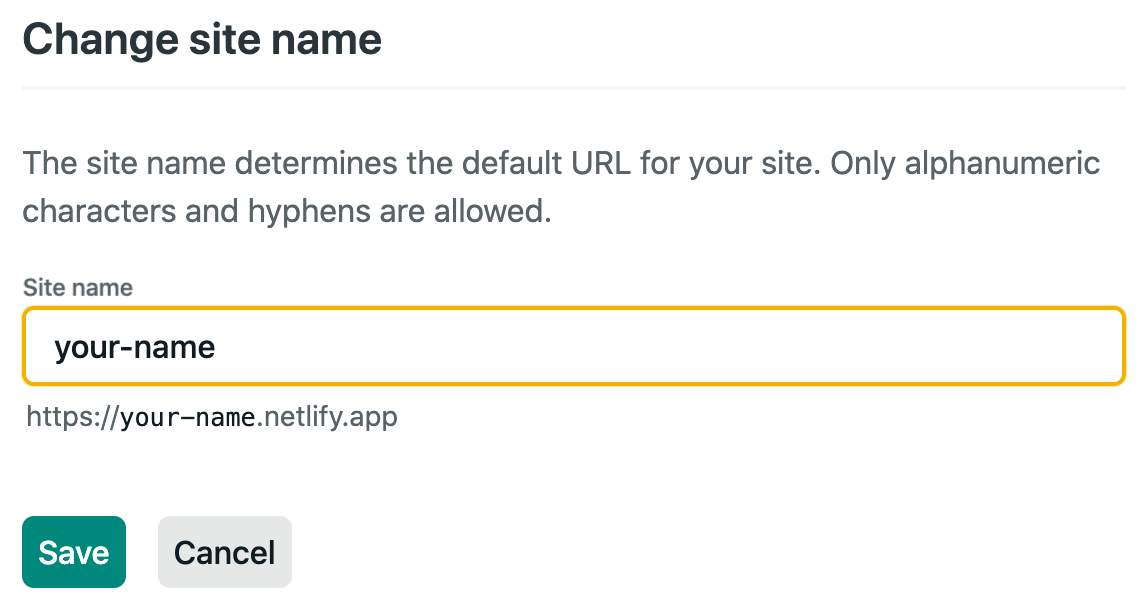 Change site name
The site name determines the default URL for your site. Only alphanumeric
characters and hyphens are allowed.
Site name
your-name
https://your-name.netlify.app
Save
Cancel